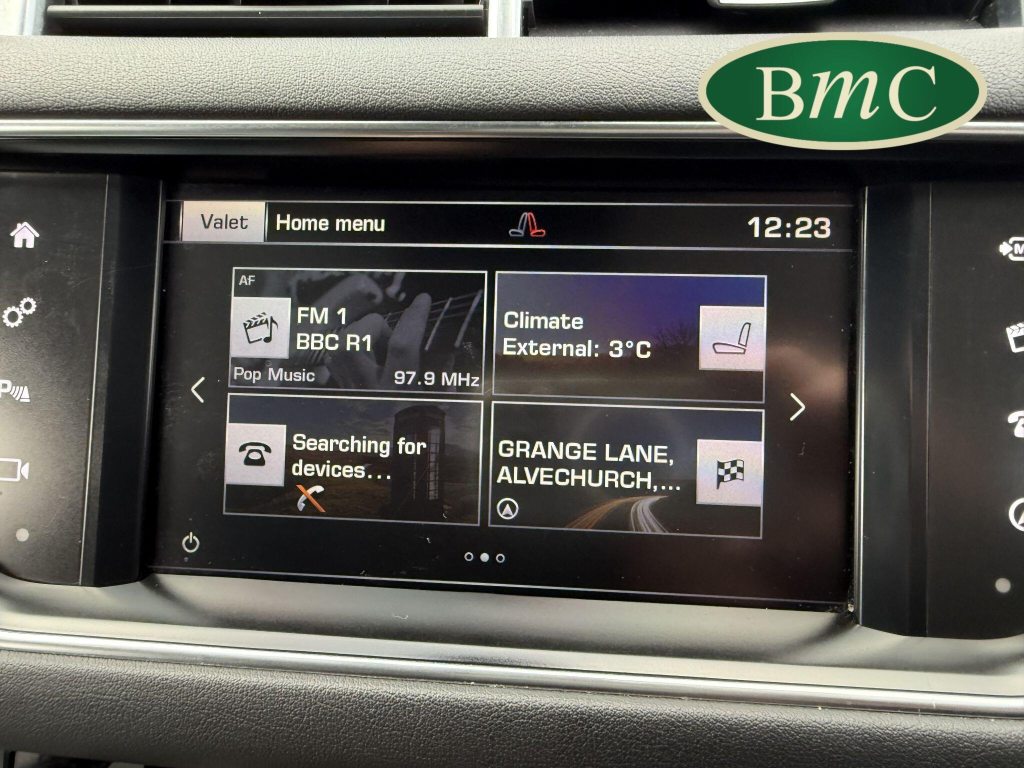 BmC
Valet
Home menu
12:23
AF
FM 1
BBC R1
Pop Music
97.9 MHz
Climate
External: 3°C
Searching for
devices...
GRANGE LANE,
ALVECHURCH,...